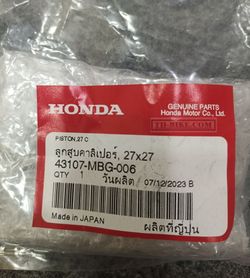 HONDA
GENUINE PARTS
Honda Motor Co., Ltd.
PISTON,27 C
ลูกสูบคาลิเปอร์, 27x27
43107-MBG-006
QTY 1 วันผลิต 07/12/2023 B
Made in JAPAN ผลิตที่ญี่ปุ่น